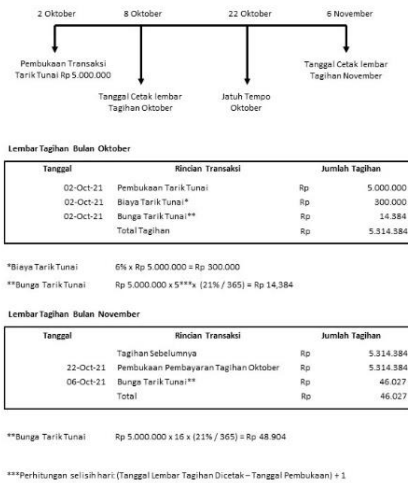 2 Oktober 8 Oktober 22 Oktober 6 November
Pembukaan Transaksi
Tarik Tunai Rp 5.000.000
Tanggal Cetak lembar
Tagihan Oktober
Jatuh Tempo
Oktober
Tanggal Cetak lembar
Tagihan November
Lembar Tagihan Bulan Oktober
Tanggal Rincian Transaksi Jumlah Tagihan
02-Oct-21 Pembukaan Tarik Tunai Rp 5.000.000
02-Oct-21 Biaya Tarik Tunai* Rp 300.000
02-Oct-21 Bunga Tarik Tunai** Rp 14.384
Total Tagihan Rp 5.314.384
*Biaya Tarik Tunai 6% x Rp 5.000.000 = Rp 300.000
**Bunga Tarik Tunai Rp 5.000.000 x 5***x (21% / 365) = Rp 14,384
Lembar Tagihan Bulan November
Tanggal Rincian Transaksi Jumlah Tagihan
Tagihan Sebelumnya Rp 5.314.384
22-Oct-21 Pembukuan Pembayaran Tagihan Oktober Rp 5.314.384
06-Oct-21 Bunga Tarik Tunai** Rp 46.027
Total Rp 46.027
**Bunga Tarik Tunai Rp 5.000.000 x 16 x (21% / 365) = Rp 48.904
***Perhitungan selisih hari: (Tanggal Lembar Tagihan Dicetak – Tanggal Pembukaan) + 1